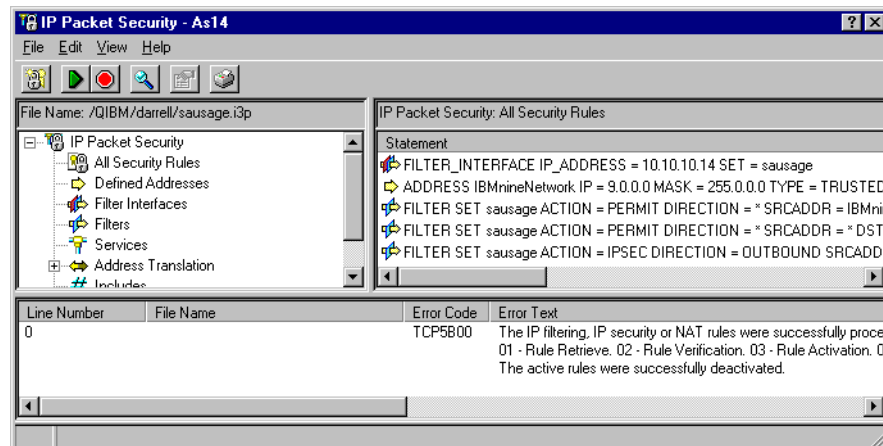 IP Packet Security - As14
File Edit View Help
File Name: /QIBM/darrell/sausage.i3p
IP Packet Security: All Security Rules
IP Packet Security
All Security Rules
Defined Addresses
Filter Interfaces
Filters
Services
Address Translation
Includes
Statement
FILTER_INTERFACE IP_ADDRESS = 10.10.10.14 SET = sausage
ADDRESS IBMnineNetwork IP = 9.0.0.0 MASK = 255.0.0.0 TYPE = TRUSTED
FILTER SET sausage ACTION = PERMIT DIRECTION = * SRCADDR = IBMni
FILTER SET sausage ACTION = PERMIT DIRECTION = * SRCADDR = * DST
FILTER SET sausage ACTION = IPSEC DIRECTION = OUTBOUND SRCADD
Line Number File Name Error Code Error Text
0 TCP5B00 The IP filtering, IP security or NAT rules were successfully proce
01 - Rule Retrieve. 02 - Rule Verification. 03 - Rule Activation. 0
The active rules were successfully deactivated.